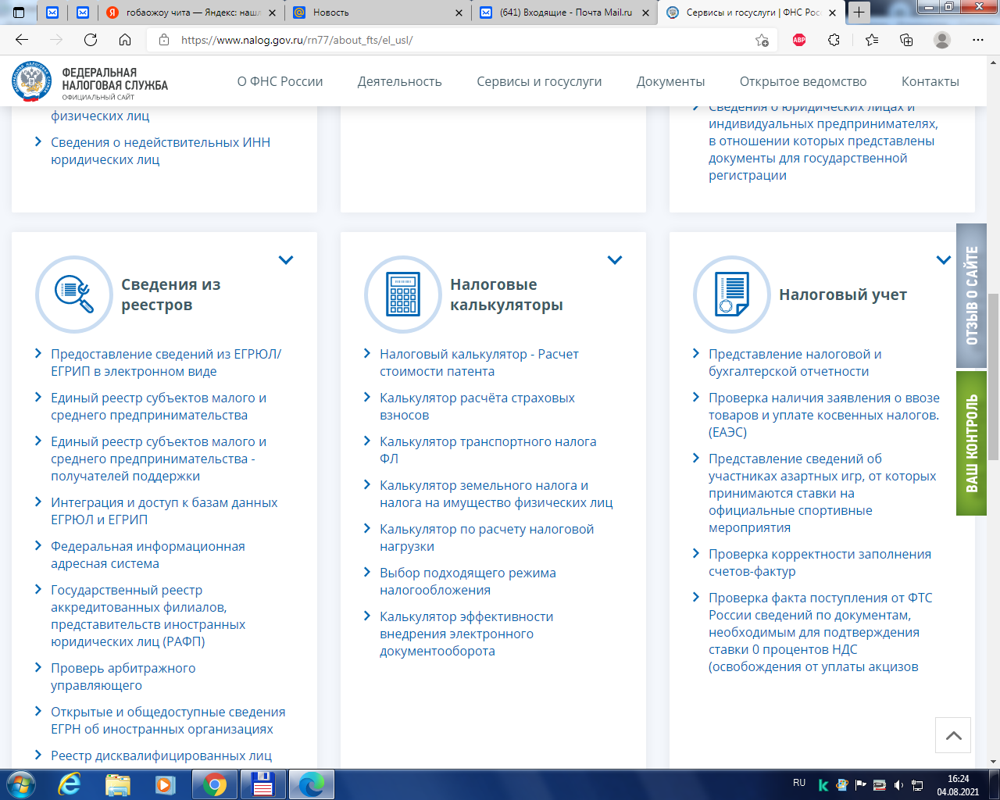 гобаожоу чита — Яндекс: наш
Новость
(641) Входящие - Почта Mail.ru
Сервисы и госуслуги | ФНС Рос
https://www.nalog.gov.ru/rn77/about_fts/el_usl/
ABP
ФЕДЕРАЛЬНАЯ
НАЛОГОВАЯ СЛУЖБА
ОФИЦИАЛЬНЫЙ САЙТ
О ФНС России
Деятельность
Сервисы и госуслуги
Документы
Открытое ведомство
Контакты
физических лиц
Сведения о недействительных ИНН
юридических лиц
Сведения о юридических лицах и
индивидуальных предпринимателях,
в отношении которых представлены
документы для государственной
регистрации
Сведения из
реестров
Предоставление сведений из ЕГРЮЛ/
ЕГРИП в электронном виде
Единый реестр субъектов малого и
среднего предпринимательства
Единый реестр субъектов малого и
среднего предпринимательства -
получателей поддержки
Интеграция и доступ к базам данных
ЕГРЮЛ и ЕГРИП
Федеральная информационная
адресная система
Государственный реестр
аккредитованных филиалов,
представительств иностранных
юридических лиц (РАФП)
Проверь арбитражного
управляющего
Открытые и общедоступные сведения
ЕГРН об иностранных организациях
Реестр дисквалифицированных лиц
Налоговые
калькуляторы
Налоговый калькулятор - Расчет
стоимости патента
Калькулятор расчёта страховых
взносов
Калькулятор транспортного налога
ФЛ
Калькулятор земельного налога и
налога на имущество физических лиц
Калькулятор по расчету налоговой
нагрузки
Выбор подходящего режима
налогообложения
Калькулятор эффективности
внедрения электронного
документооборота
Налоговый учет
Представление налоговой и
бухгалтерской отчетности
Проверка наличия заявления о ввозе
товаров и уплате косвенных налогов.
(ЕАЭС)
Представление сведений об
участниках азартных игр, от которых
принимаются ставки на
официальные спортивные
мероприятия
Проверка корректности заполнения
счетов-фактур
Проверка факта поступления от ФТС
России сведений по документам,
необходимым для подтверждения
ставки 0 процентов НДС
(освобождения от уплаты акцизов
ОТЗЫВ О САЙТЕ
ВАШ КОНТРОЛЬ
RU
16:24
04.08.2021